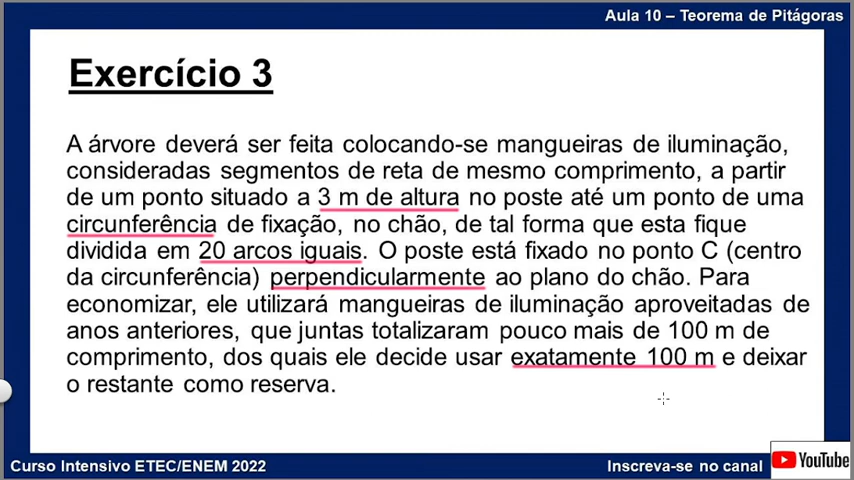 Aula 10 – Teorema de Pitágoras
Exercício 3
A árvore deverá ser feita colocando-se mangueiras de iluminação,
consideradas segmentos de reta de mesmo comprimento, a partir
de um ponto situado a 3 m de altura no poste até um ponto de uma
circunferência de fixação, no chão, de tal forma que esta fique
dividida em 20 arcos iguais. O poste está fixado no ponto C (centro
da circunferência) perpendicularmente ao plano do chão. Para
economizar, ele utilizará mangueiras de iluminação aproveitadas de
anos anteriores, que juntas totalizaram pouco mais de 100 m de
comprimento, dos quais ele decide usar exatamente 100 m e deixar
o restante como reserva.
Curso Intensivo ETEC/ENEM 2022
Inscreva-se no canal
YouTube